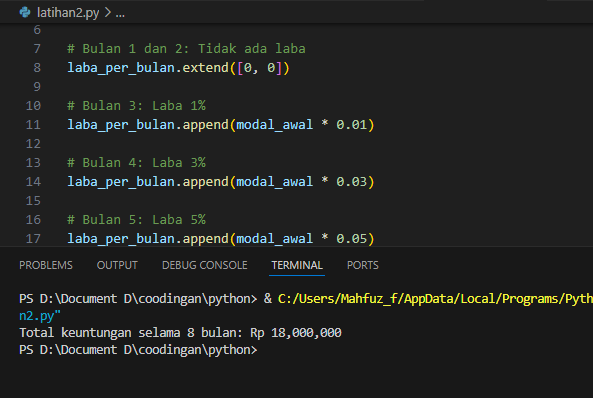 latihan2.py > ...
6
7 # Bulan 1 dan 2: Tidak ada laba
8 laba_per_bulan.extend([0, 0])
9
10 # Bulan 3: Laba 1%
11 laba_per_bulan.append(modal_awal * 0.01)
12
13 # Bulan 4: Laba 3%
14 laba_per_bulan.append(modal_awal * 0.03)
15
16 # Bulan 5: Laba 5%
17 laba_per_bulan.append(modal_awal * 0.05)
PROBLEMS OUTPUT DEBUG CONSOLE TERMINAL PORTS
PS D:\Document D\coodingan\python> & C:/Users/Mahfuz_f/AppData/Local/Programs/Pyth
n2.py"
Total keuntungan selama 8 bulan: Rp 18,000,000
PS D:\Document D\coodingan\python>